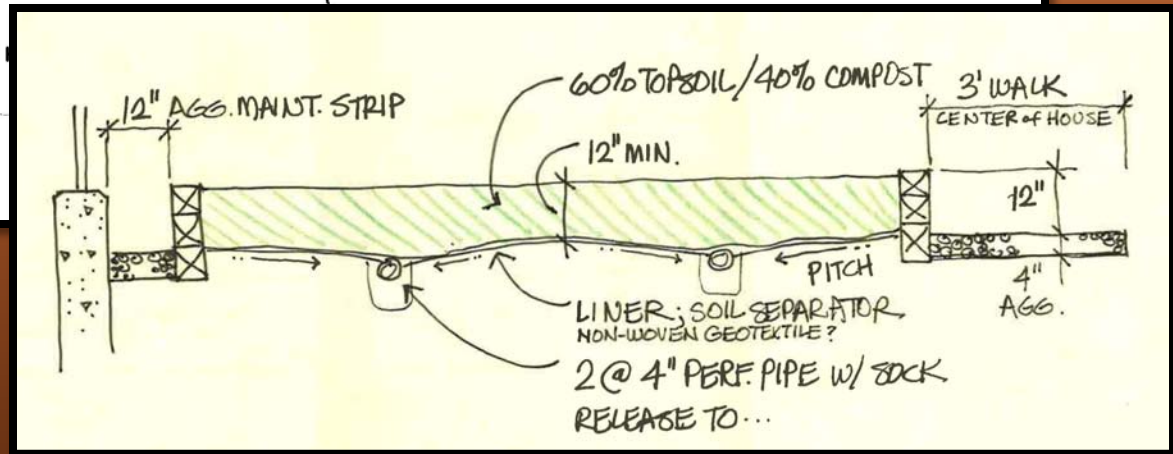 12" AGG. MAINT. STRIP
60% TOPSOIL/40% COMPOST
12" MIN.
3' WALK
CENTER of HOUSE
12"
4"
AGG.
PITCH
LINER; SOIL SEPARATOR
NON-WOVEN GEOTEXTILE?
2 @ 4" PERF. PIPE W/ SOCK
RELEASE TO...